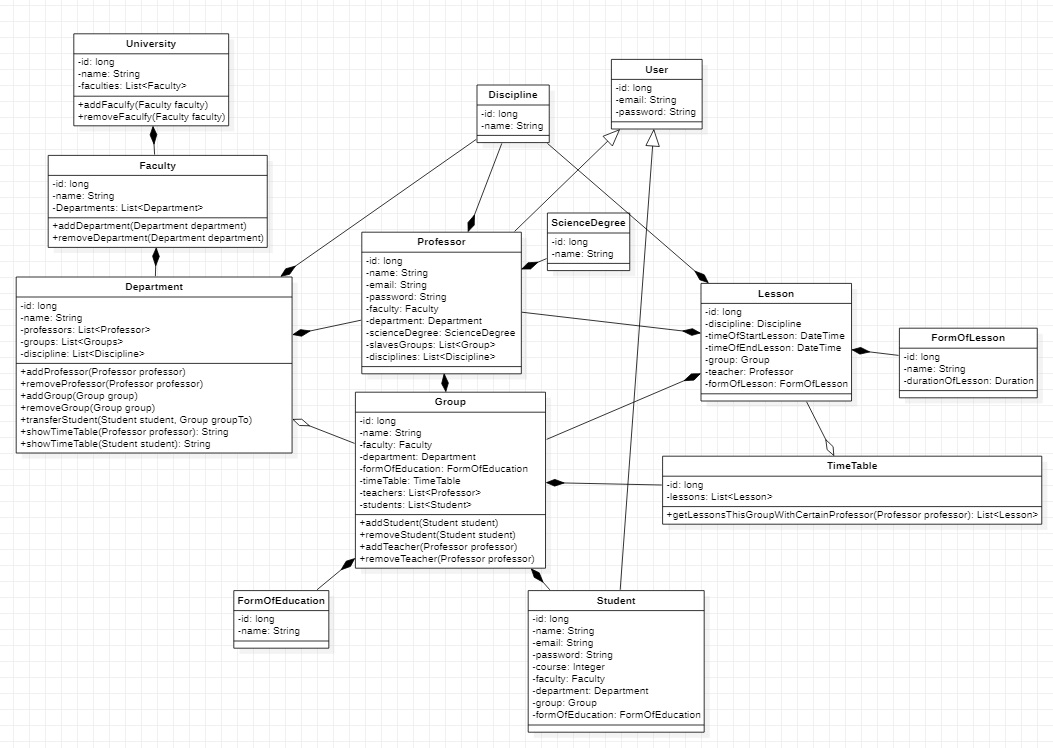 University
-id: long
-name: String
-faculties: List<Faculty>
+addFaculfy(Faculty faculty)
+removeFaculfy(Faculty faculty)
Faculty
-id: long
-name: String
-Departments: List<Department>
+addDepartment(Department department)
+removeDepartment(Department department)
Department
-id: long
-name: String
-professors: List<Professor>
-groups: List<Groups>
-discipline: List<Discipline>
+addProfessor(Professor professor)
+removeProfessor(Professor professor)
+addGroup(Group group)
+removeGroup(Group group)
+transferStudent(Student student, Group groupTo)
+showTimeTable(Professor professor): String
+showTimeTable(Student student): String
Discipline
-id: long
-name: String
User
-id: long
-email: String
-password: String
ScienceDegree
-id: long
-name: String
Professor
-id: long
-name: String
-email: String
-password: String
-faculty: Faculty
-department: Department
-scienceDegree: ScienceDegree
-slavesGroups: List<Group>
-disciplines: List<Discipline>
Lesson
-id: long
-discipline: Discipline
-timeOfStartLesson: DateTime
-timeOfEndLesson: DateTime
-group: Group
-teacher: Professor
-formOfLesson: FormOfLesson
FormOfLesson
-id: long
-name: String
-durationOfLesson: Duration
Group
-id: long
-name: String
-faculty: Faculty
-department: Department
-formOfEducation: FormOfEducation
-timeTable: TimeTable
-teachers: List<Professor>
-students: List<Student>
+addStudent(Student student)
+removeStudent(Student student)
+addTeacher(Professor professor)
+removeTeacher(Professor professor)
TimeTable
-id: long
-lessons: List<Lesson>
+getLessonsThisGroupWithCertainProfessor(Professor professor): List<Lesson>
FormOfEducation
-id: long
-name: String
Student
-id: long
-name: String
-email: String
-password: String
-course: Integer
-faculty: Faculty
-department: Department
-group: Group
-formOfEducation: FormOfEducation